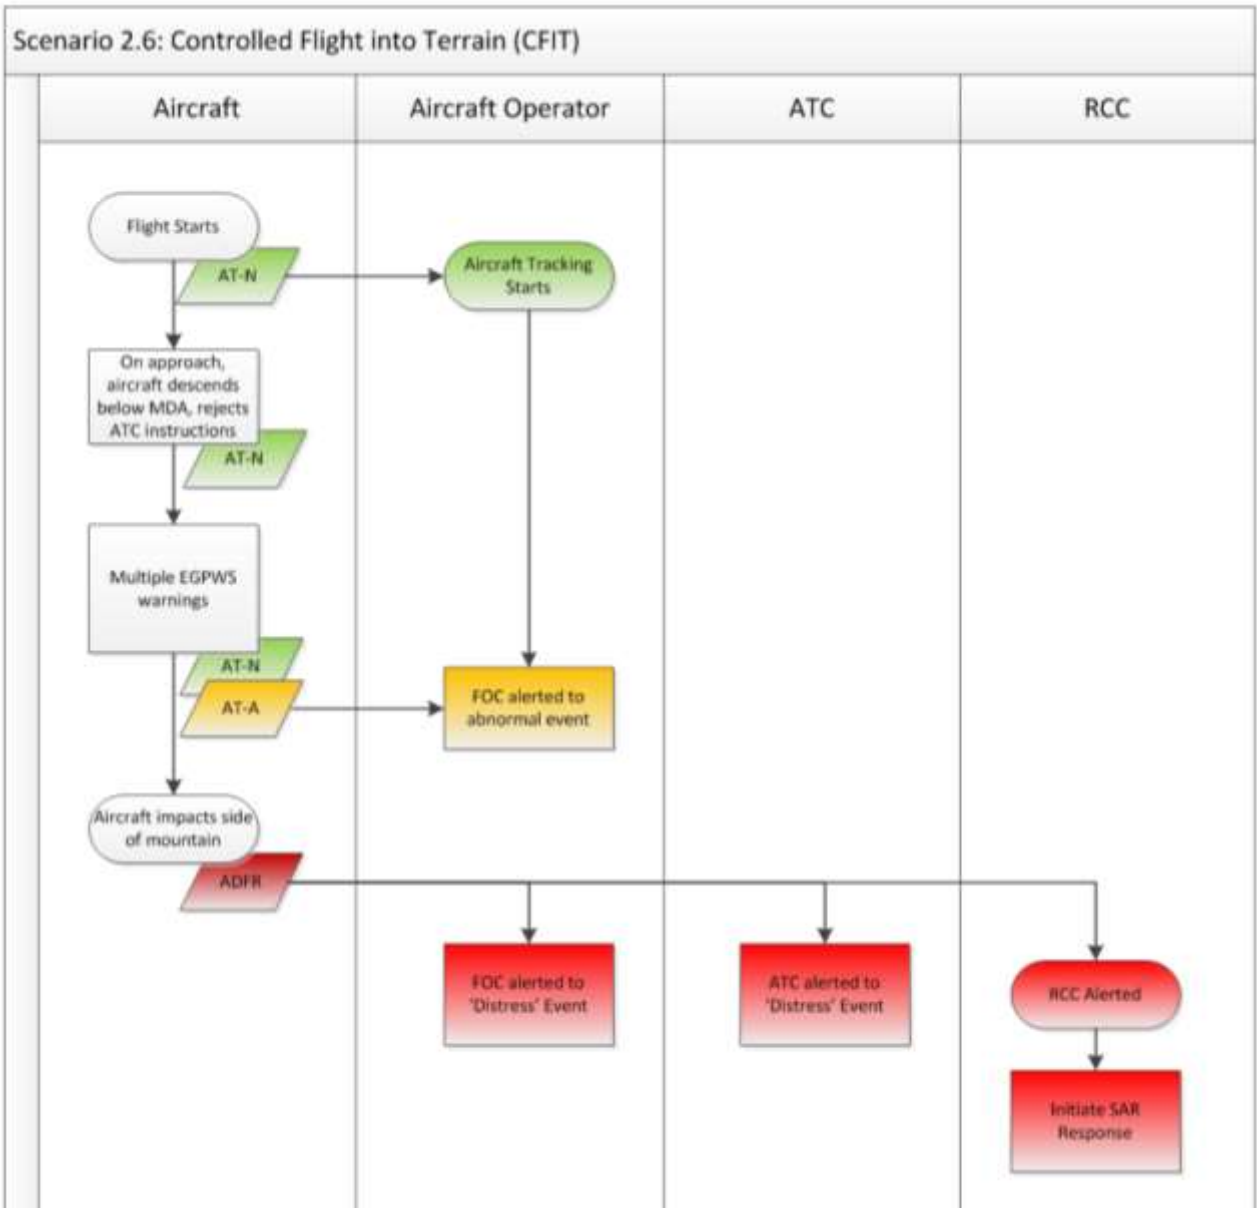 Scenario 2.6: Controlled Flight into Terrain (CFIT)
Aircraft
Aircraft Operator
ATC
RCC
Flight Starts
AT-N
Aircraft Tracking
Starts
On approach,
aircraft descends
below MDA, rejects
ATC instructions
AT-N
Multiple EGPWS
warnings
AT-N
AT-A
FOC alerted to
abnormal event
Aircraft impacts side
of mountain
ADFR
FOC alerted to
'Distress' Event
ATC alerted to
'Distress' Event
RCC Alerted
Initiate SAR
Response